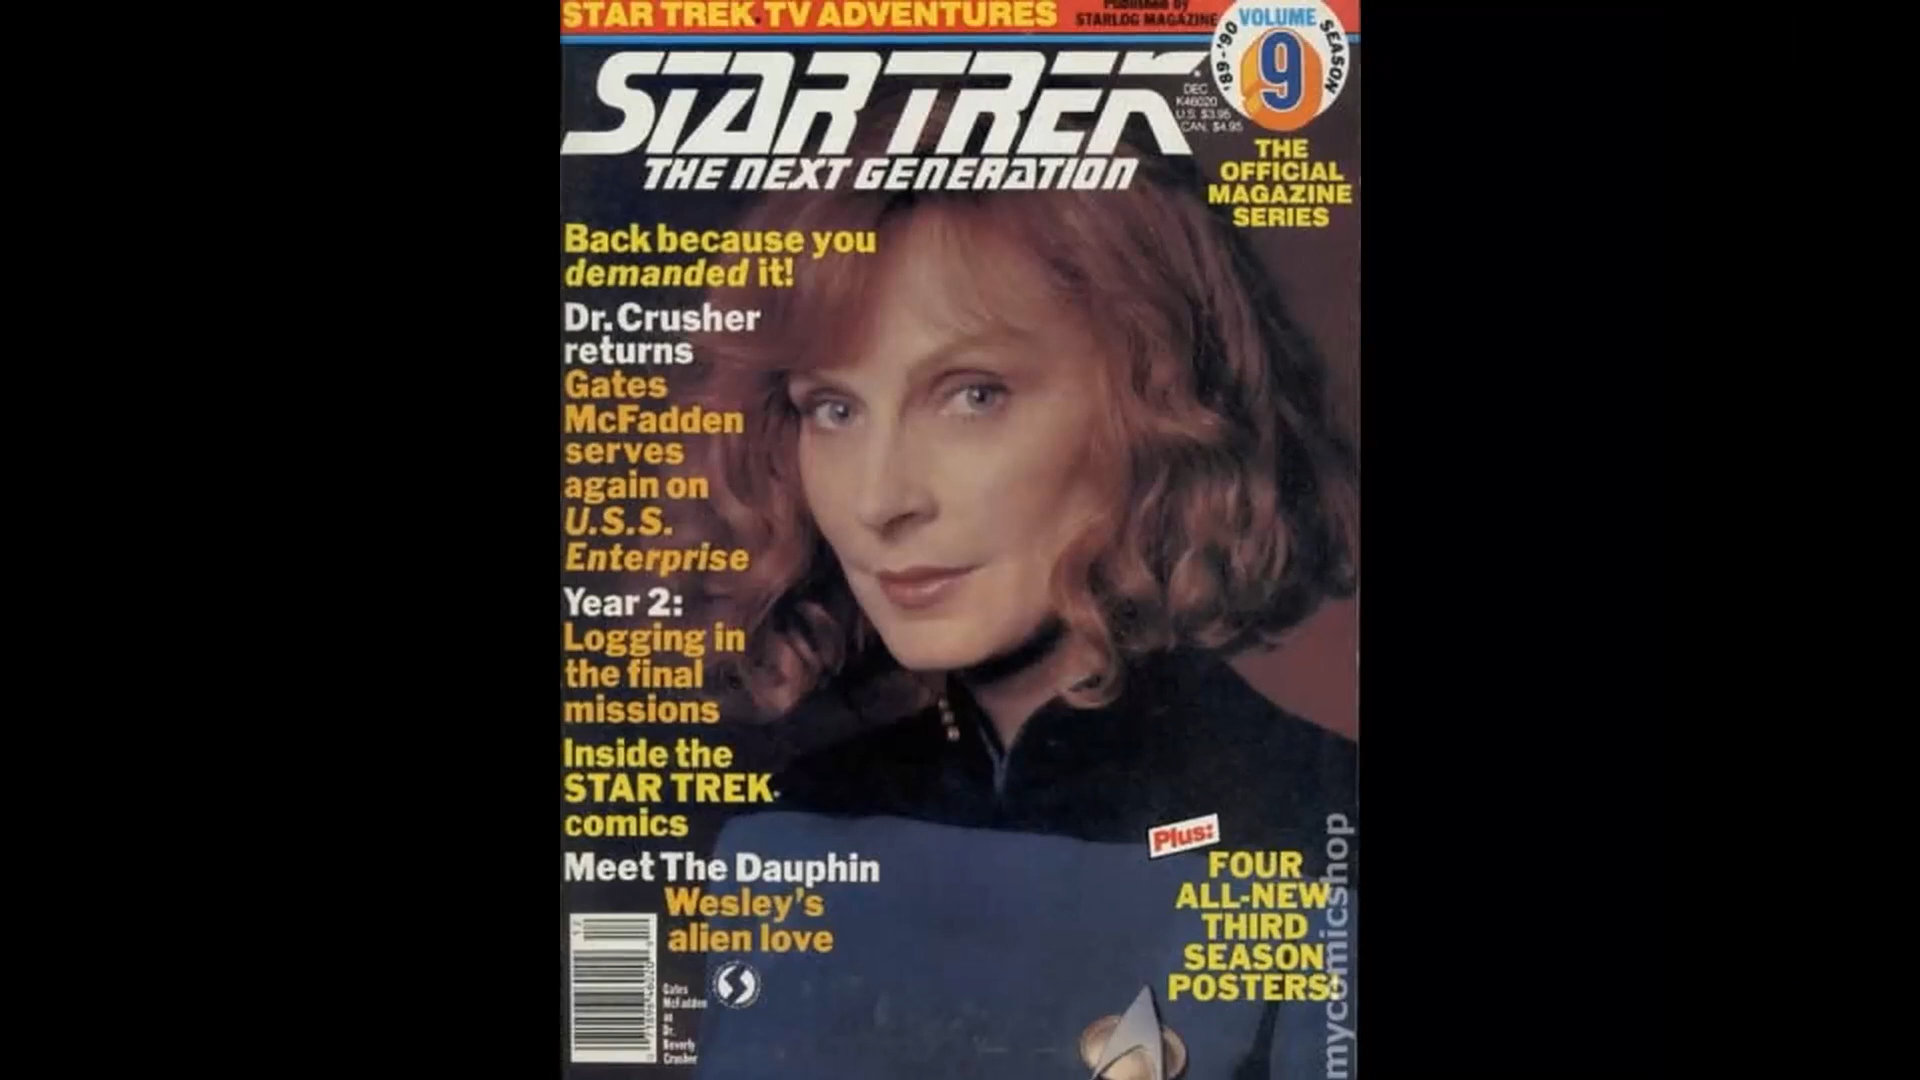 STAR TREK TV ADVENTURES
Published by
STARLOG MAGAZINE
'89-'90
VOLUME
SEASON
9
STAR TREK
THE NEXT GENERATION
DEC
K46020
U.S. $3.95
CAN. $4.95
THE
OFFICIAL
MAGAZINE
SERIES
Back because you
demanded it!
Dr. Crusher
returns
Gates
McFadden
serves
again on
U.S.S.
Enterprise
Year 2:
Logging in
the final
missions
Inside the
STAR TREK
comics
Meet The Dauphin
Wesley's
alien love
Gates
McFadden
as
Dr.
Beverly
Crusher
Plus:
FOUR
ALL-NEW
THIRD
SEASON
POSTERS!
mycomicshop